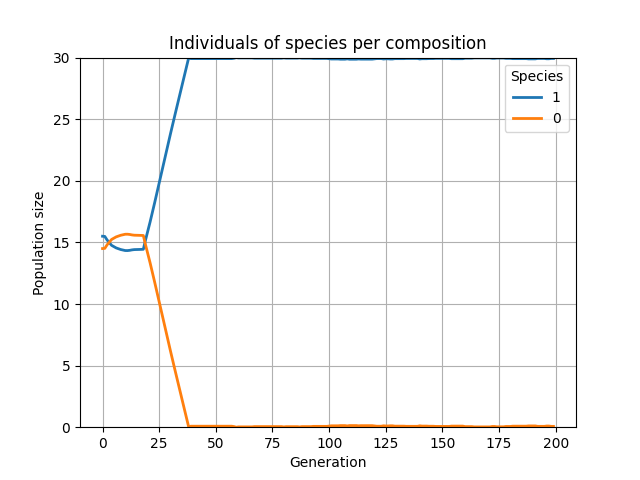 Individuals of species per composition
Species
1
0
30
25
20
15
10
5
0
Population size
0 25 50 75 100 125 150 175 200
Generation